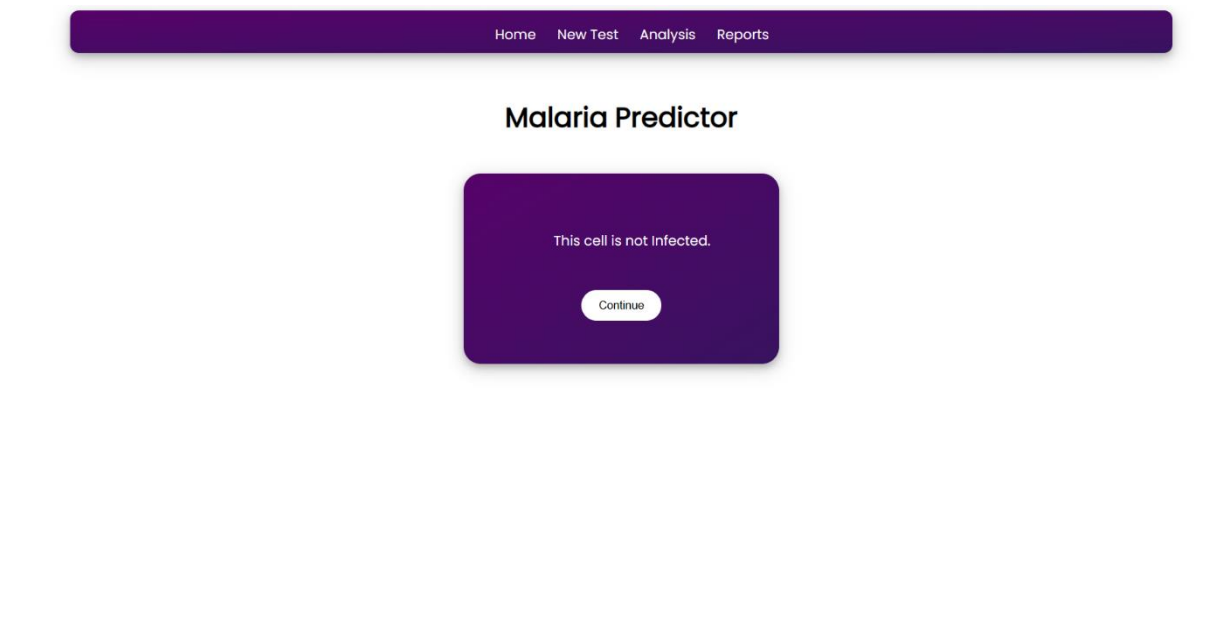 Home New Test Analysis Reports
Malaria Predictor
This cell is not Infected.
Continue